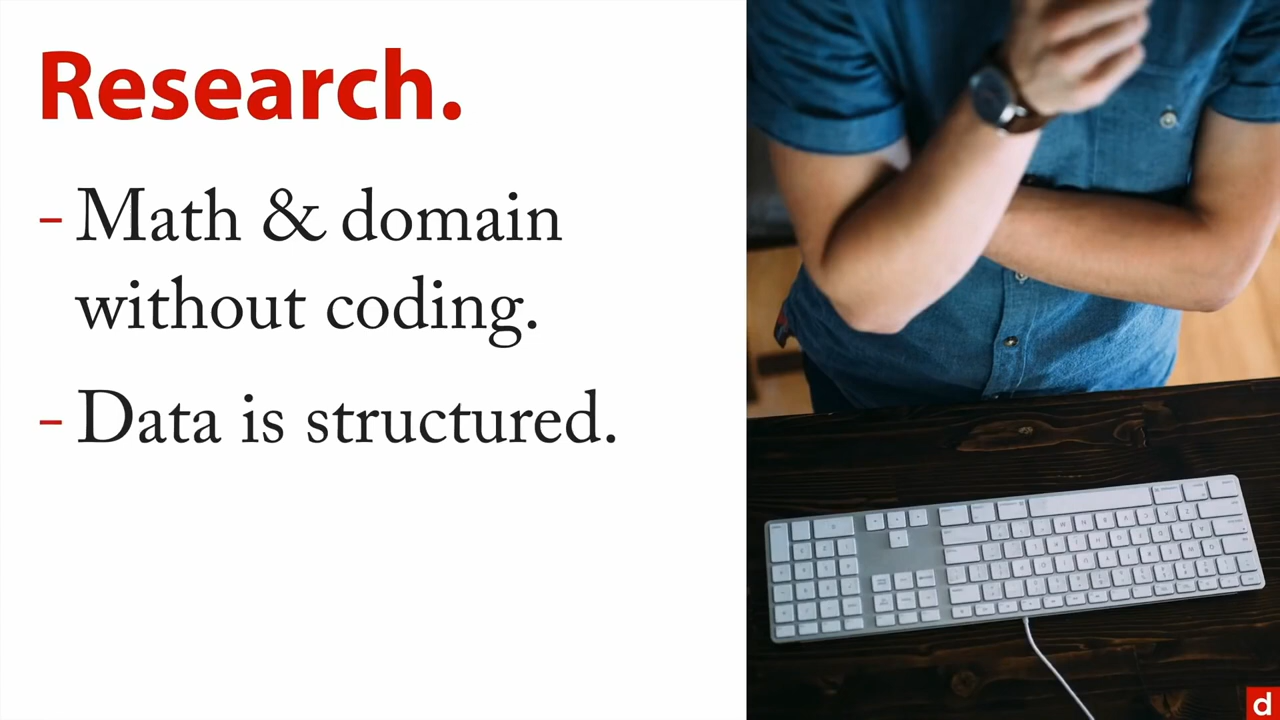 Research.
- Math & domain
without coding.
- Data is structured.
d